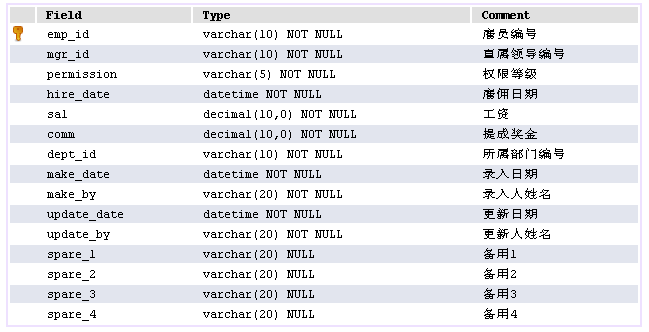 Field Type Comment
emp_id varchar(10) NOT NULL 雇员编号
mgr_id varchar(10) NOT NULL 直属领导编号
permission varchar(5) NOT NULL 权限等级
hire_date datetime NOT NULL 雇佣日期
sal decimal(10,0) NOT NULL 工资
comm decimal(10,0) NOT NULL 提成奖金
dept_id varchar(10) NOT NULL 所属部门编号
make_date datetime NOT NULL 录入日期
make_by varchar(20) NOT NULL 录入人姓名
update_date datetime NOT NULL 更新日期
update_by varchar(20) NOT NULL 更新人姓名
spare_1 varchar(20) NULL 备用1
spare_2 varchar(20) NULL 备用2
spare_3 varchar(20) NULL 备用3
spare_4 varchar(20) NULL 备用4